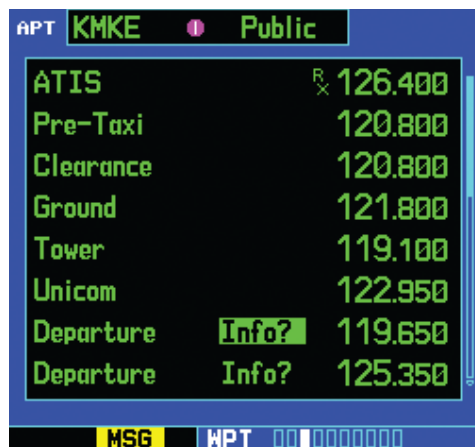 APT KMKE Public
ATIS Rx 126.400
Pre-Taxi 120.800
Clearance 120.800
Ground 121.800
Tower 119.100
Unicom 122.950
Departure Info? 119.650
Departure Info? 125.350
MSG WPT